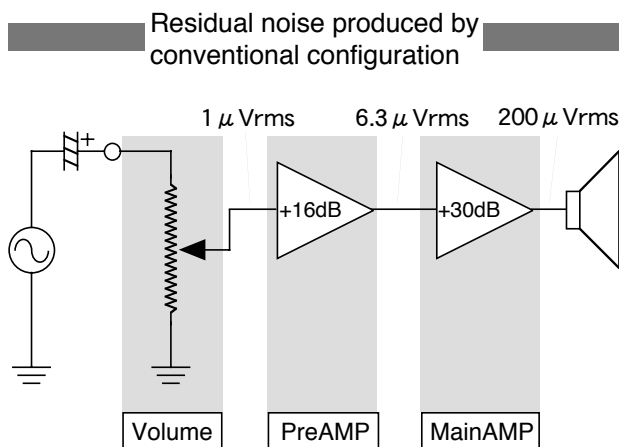 Residual noise produced by
conventional configuration
1 μ Vrms 6.3 μ Vrms 200 μ Vrms
+
+16dB +30dB
Volume PreAMP MainAMP